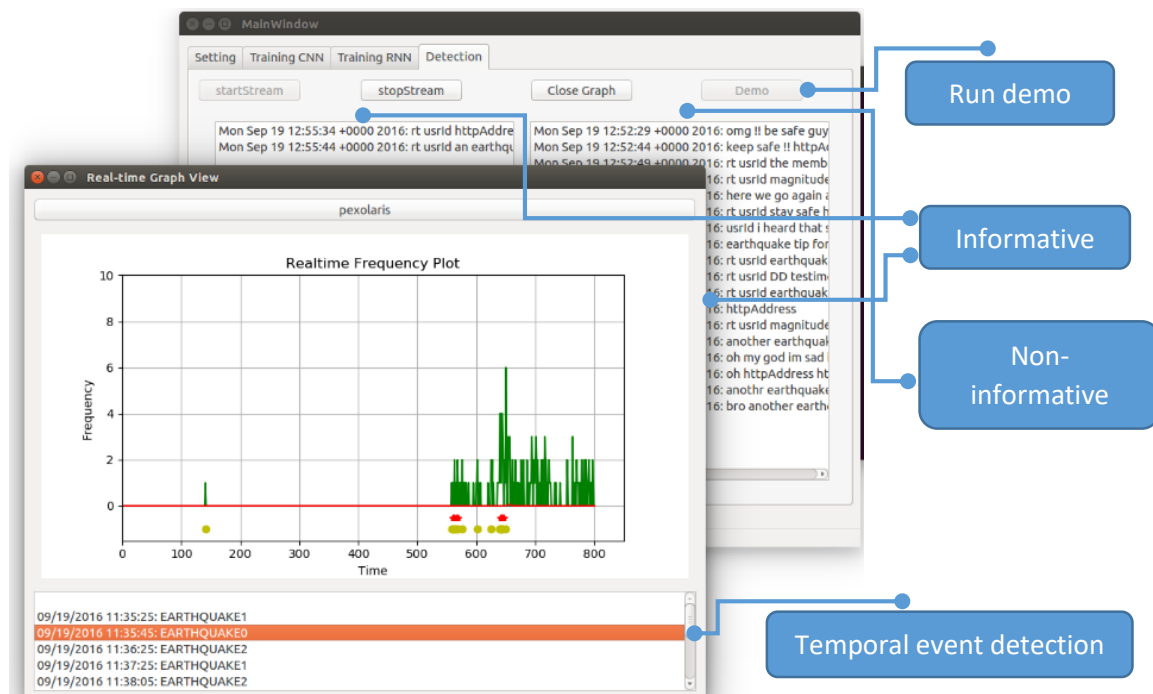 MainWindow
Setting Training CNN Training RNN Detection
startStream stopStream Close Graph Demo
Mon Sep 19 12:55:34 +0000 2016: rt usrId httpAddre
Mon Sep 19 12:55:44 +0000 2016: rt usrId an earthqu
Mon Sep 19 12:52:29 +0000 2016: omg !! be safe guy
Mon Sep 19 12:52:44 +0000 2016: keep safe !! httpA
Mon Sep 19 12:52:49 +0000 2016: rt usrId the memb
16: rt usrId magnitude
16: here we go again a
16: rt usrId stay safe h
16: usrId i heard that s
16: earthquake tip for
16: rt usrId earthquak
16: rt usrId DD testim
16: rt usrId earthquak
16: httpAddress
16: rt usrId magnitude
16: another earthqual
16: oh my god im sad
16: oh httpAddress ht
16: anothr earthquake
16: bro another earth
Real-time Graph View
pexolaris
Realtime Frequency Plot
10
8
6
4
2
0
Frequency
0 100 200 300 400 500 600 700 800
Time
09/19/2016 11:35:25: EARTHQUAKE1
09/19/2016 11:35:45: EARTHQUAKE0
09/19/2016 11:36:25: EARTHQUAKE2
09/19/2016 11:37:25: EARTHQUAKE1
09/19/2016 11:38:05: EARTHQUAKE2
Run demo
Informative
Non-
informative
Temporal event detection